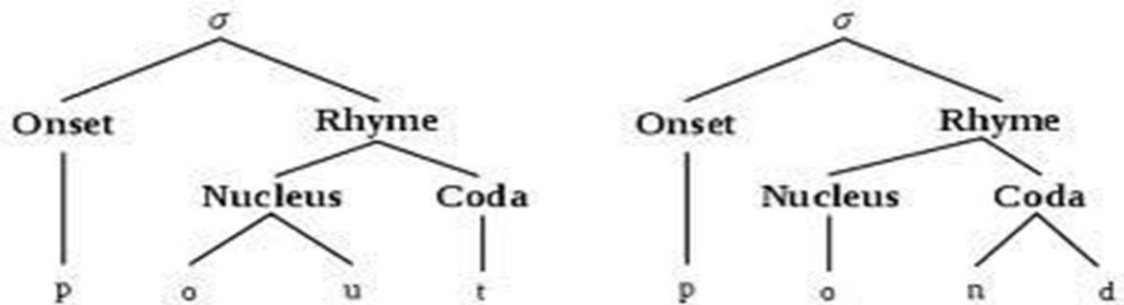 σ σ
Onset Rhyme Onset Rhyme
Nucleus Coda Nucleus Coda
p o u t p o n d